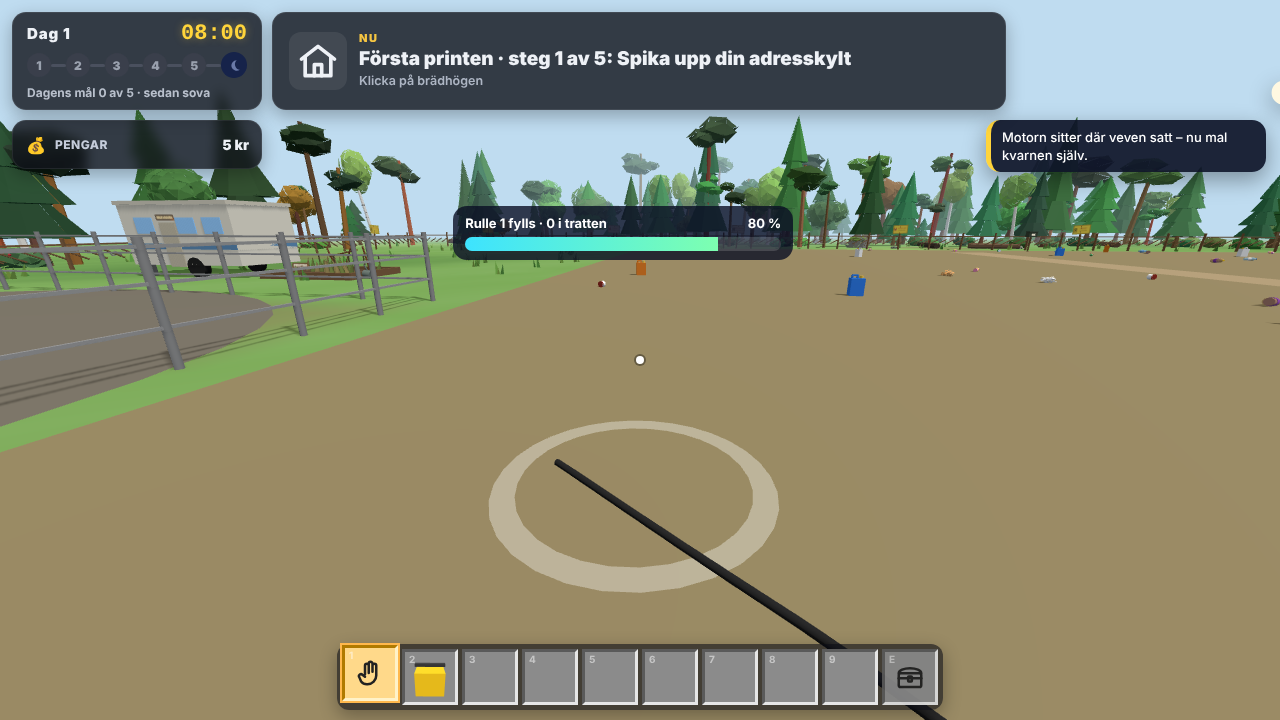 Dag 1
08:00
1 2 3 4 5
Dagens mål 0 av 5 · sedan sova
PENGAR
5 kr
NU
Första printen · steg 1 av 5: Spika upp din adresskylt
Klicka på brädhögen
Motorn sitter där veven satt – nu mal
kvarnen själv.
Rulle 1 fylls · 0 i tratten
80 %
1 2 3 4 5 6 7 8 9 E